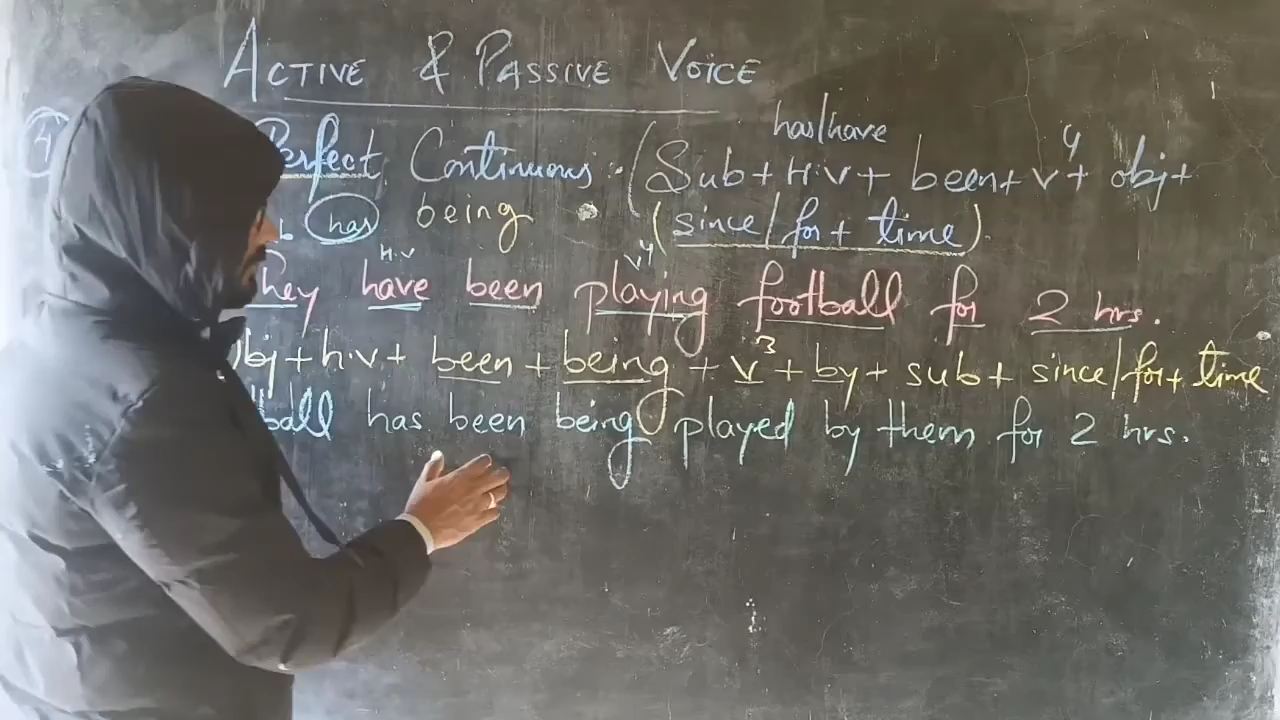 ACTIVE & PASSIVE VOICE
has/have
4 Perfect Continuous :- (Sub + H.V + been + V4 + obj +
has being (since/for + time).
H.V V4
hey have been playing football for 2 hrs.
bj + h.v + been + being + v3 + by + sub + since/for + time
ball has been being played by them for 2 hrs.